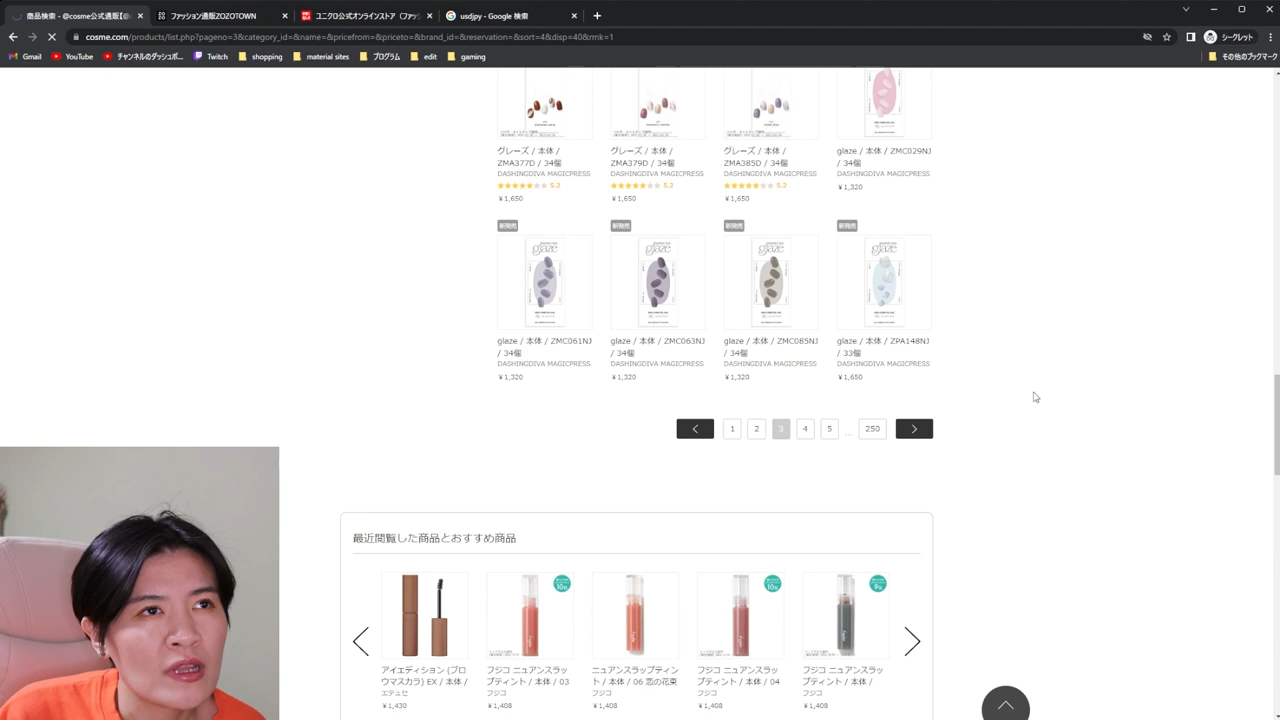 商品検索 - @cosme公式通販【@c
ファッション通販ZOZOTOWN
ユニクロ公式オンラインストア（ファッシ
usdjpy - Google 検索
cosme.com/products/list.php?pageno=3&category_id=&name=&pricefrom=&priceto=&brand_id=&reservation=&sort=4&disp=40&rmk=1
シークレット
Gmail
YouTube
チャンネルのダッシュボ...
Twitch
shopping
material sites
プログラム
edit
gaming
その他のブックマーク
グレーズ / 本体 /
ZMA377D / 34個
DASHINGDIVA MAGICPRESS
5.2
￥1,650
グレーズ / 本体 /
ZMA379D / 34個
DASHINGDIVA MAGICPRESS
5.2
￥1,650
グレーズ / 本体 /
ZMA385D / 34個
DASHINGDIVA MAGICPRESS
5.2
￥1,650
glaze / 本体 / ZMC029NJ
/ 34個
DASHINGDIVA MAGICPRESS
￥1,320
新発売
glaze
glaze / 本体 / ZMC061NJ
/ 34個
DASHINGDIVA MAGICPRESS
￥1,320
新発売
glaze
glaze / 本体 / ZMC063NJ
/ 34個
DASHINGDIVA MAGICPRESS
￥1,320
新発売
glaze
glaze / 本体 / ZMC085NJ
/ 34個
DASHINGDIVA MAGICPRESS
￥1,320
新発売
glaze
glaze / 本体 / ZPA148NJ
/ 33個
DASHINGDIVA MAGICPRESS
￥1,650
1 2 3 4 5 ... 250
最近閲覧した商品とおすすめ商品
アイエディション (ブロ
ウマスカラ) EX / 本体 /
エテュセ
￥1,430
フジコ ニュアンスラッ
プティント / 本体 / 03
フジコ
￥1,408
ニュアンスラップティン
ト / 本体 / 06 恋の花束
フジコ
￥1,408
フジコ ニュアンスラッ
プティント / 本体 / 04
フジコ
￥1,408
フジコ ニュアンスラッ
プティント / 本体 /
フジコ
￥1,408